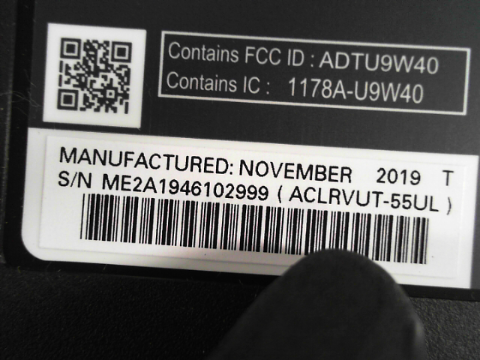 Contains FCC ID : ADTU9W40
Contains IC : 1178A-U9W40
MANUFACTURED: NOVEMBER 2019 T
S/N ME2A1946102999 ( ACLRVUT-55UL )